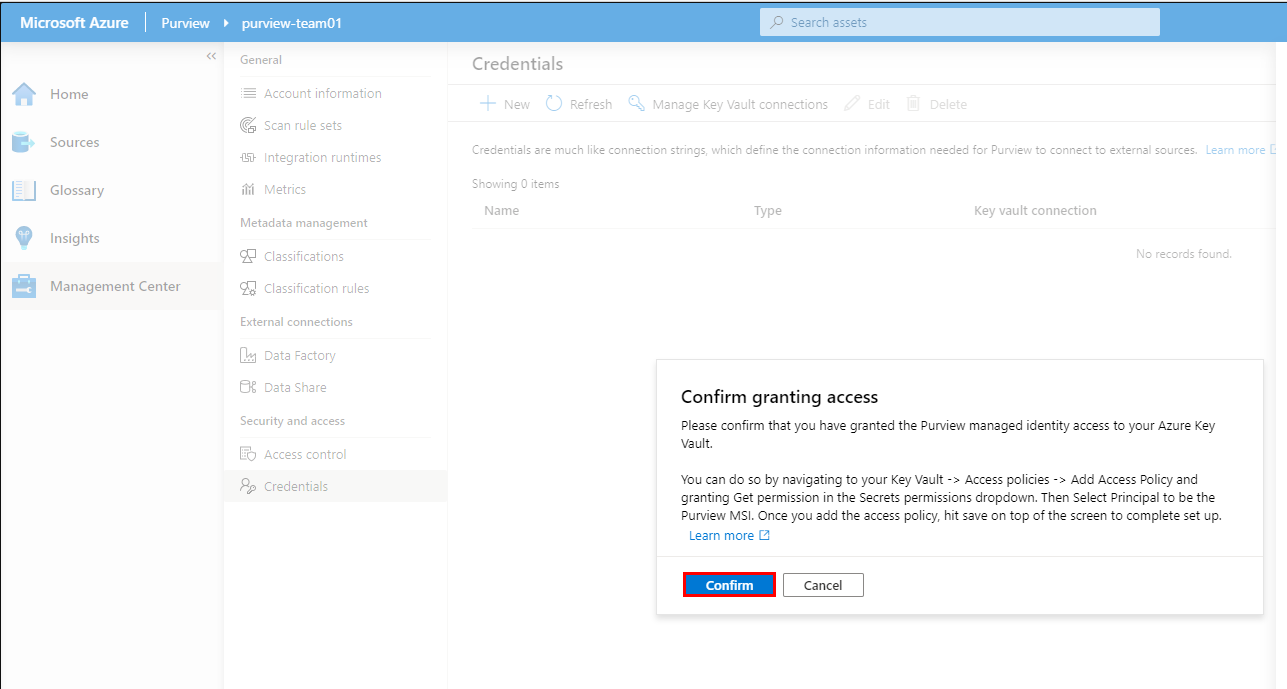 Microsoft Azure
Purview
purview-team01
Search assets
«
Home
Sources
Glossary
Insights
Management Center
General
Account information
Scan rule sets
Integration runtimes
Metrics
Metadata management
Classifications
Classification rules
External connections
Data Factory
Data Share
Security and access
Access control
Credentials
Credentials
New
Refresh
Manage Key Vault connections
Edit
Delete
Credentials are much like connection strings, which define the connection information needed for Purview to connect to external sources. Learn more
Showing 0 items
Name
Type
Key vault connection
No records found.
Confirm granting access
Please confirm that you have granted the Purview managed identity access to your Azure Key
Vault.
You can do so by navigating to your Key Vault -> Access policies -> Add Access Policy and
granting Get permission in the Secrets permissions dropdown. Then Select Principal to be the
Purview MSI. Once you add the access policy, hit save on top of the screen to complete set up.
Learn more
Confirm
Cancel